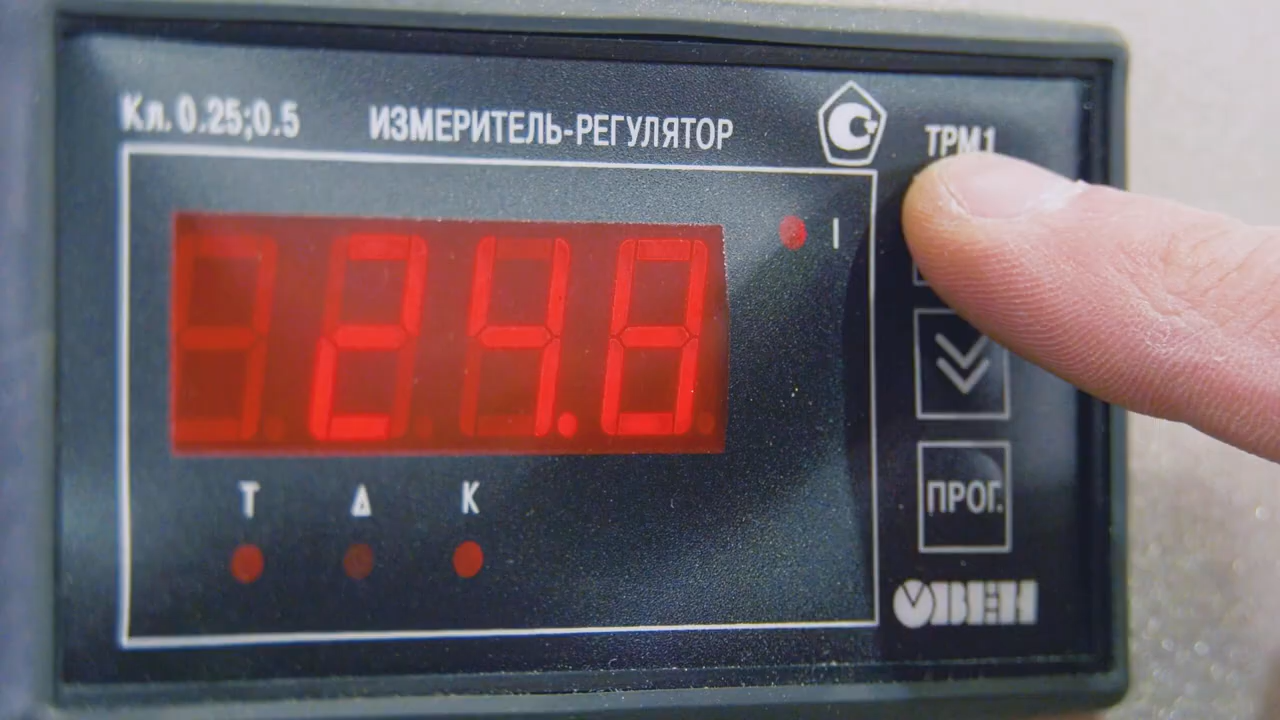 Кл. 0.25;0.5 ИЗМЕРИТЕЛЬ-РЕГУЛЯТОР
ТРМ1
I
T Δ K
ПРОГ.
ОВЕН